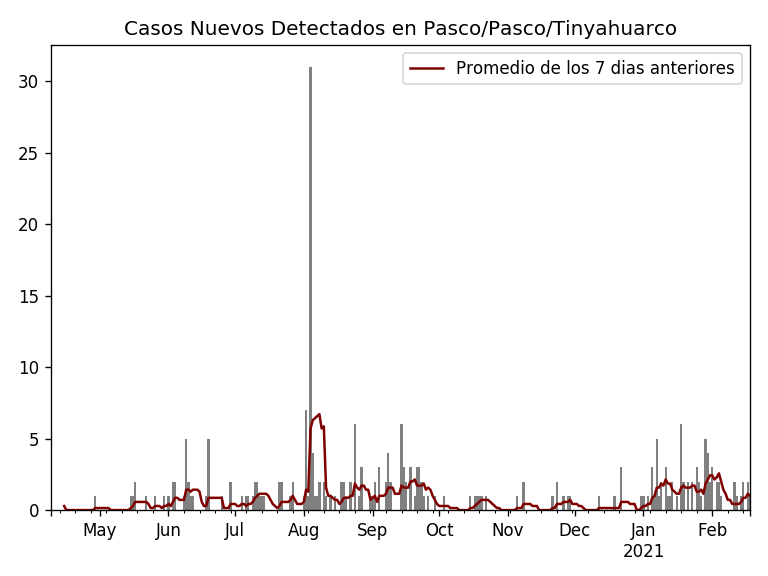 Casos Nuevos Detectados en Pasco/Pasco/Tinyahuarco
Promedio de los 7 dias anteriores
30
25
20
15
10
5
0
May Jun Jul Aug Sep Oct Nov Dec Jan Feb
2021